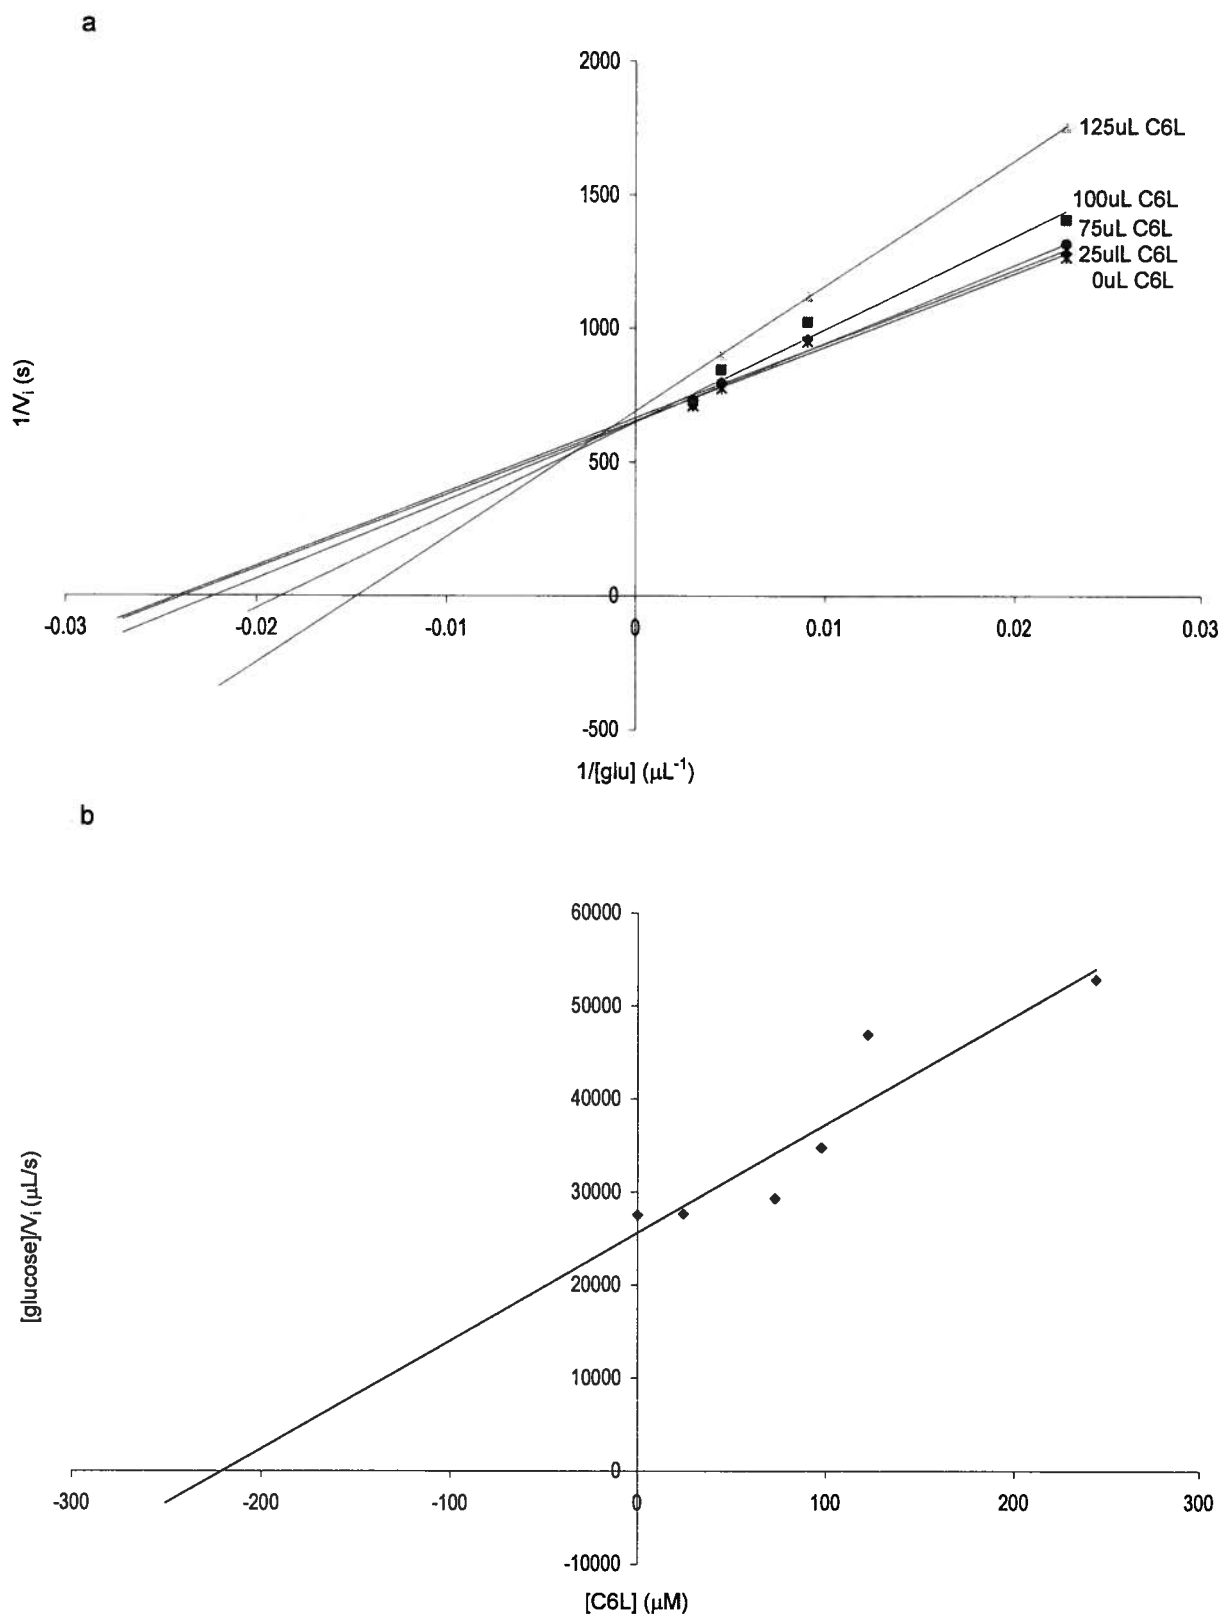 a
2000
125uL C6L
1500
100uL C6L
75uL C6L
25ulL C6L
0uL C6L
1000
1/Vi (s)
500
0
-0.03 -0.02 -0.01 0 0.01 0.02 0.03
-500
1/[glu] (μL-1)
b
60000
50000
40000
30000
[glucose]/Vi (μL/s)
20000
10000
0
-300 -200 -100 0 100 200 300
-10000
[C6L] (μM)